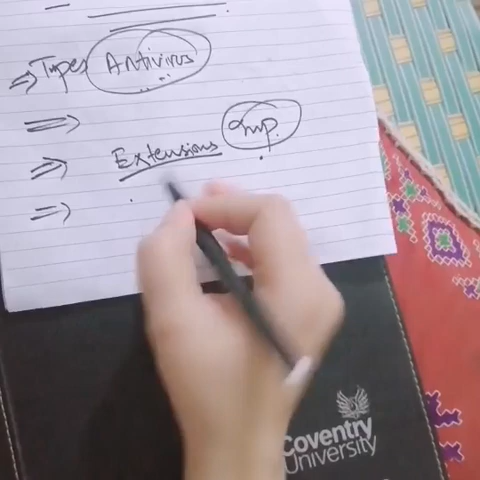 ⇒ Types Antivirus
⇒
⇒ Extensions Imp.
⇒
Coventry
University